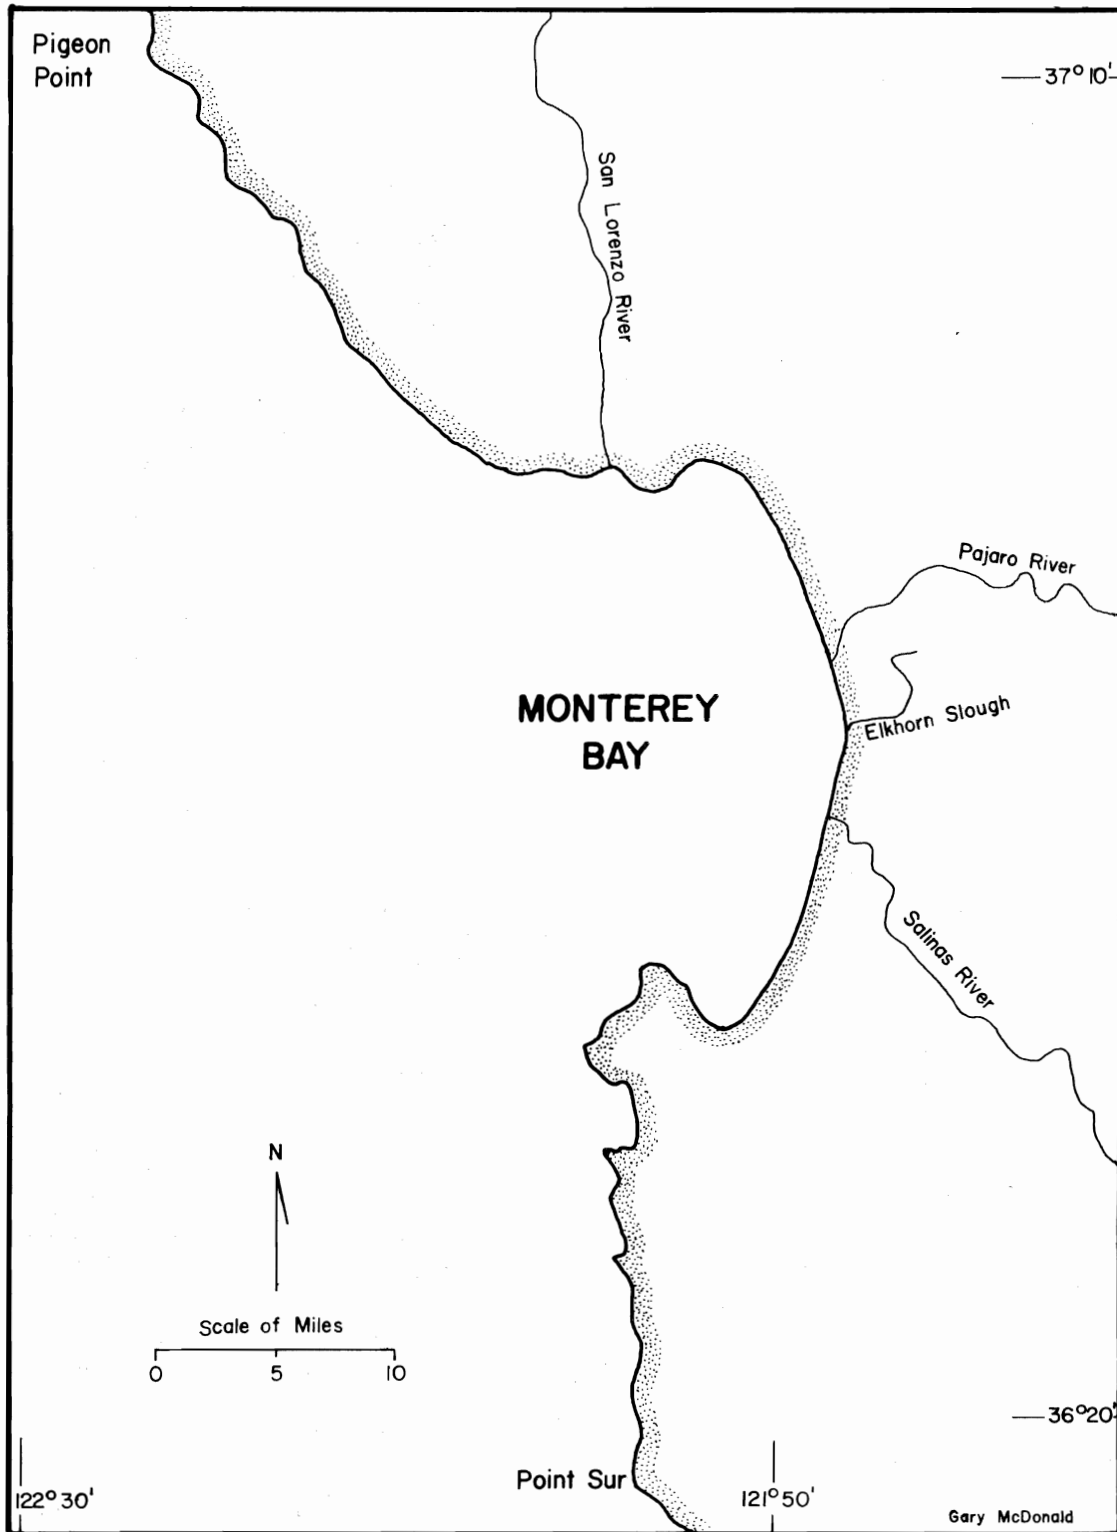 Pigeon
Point
37° 10'
San Lorenzo River
Pajaro River
MONTEREY
BAY
Elkhorn Slough
Salinas River
N
Scale of Miles
0 5 10
36° 20'
Point Sur
122° 30'
121° 50'
Gary McDonald